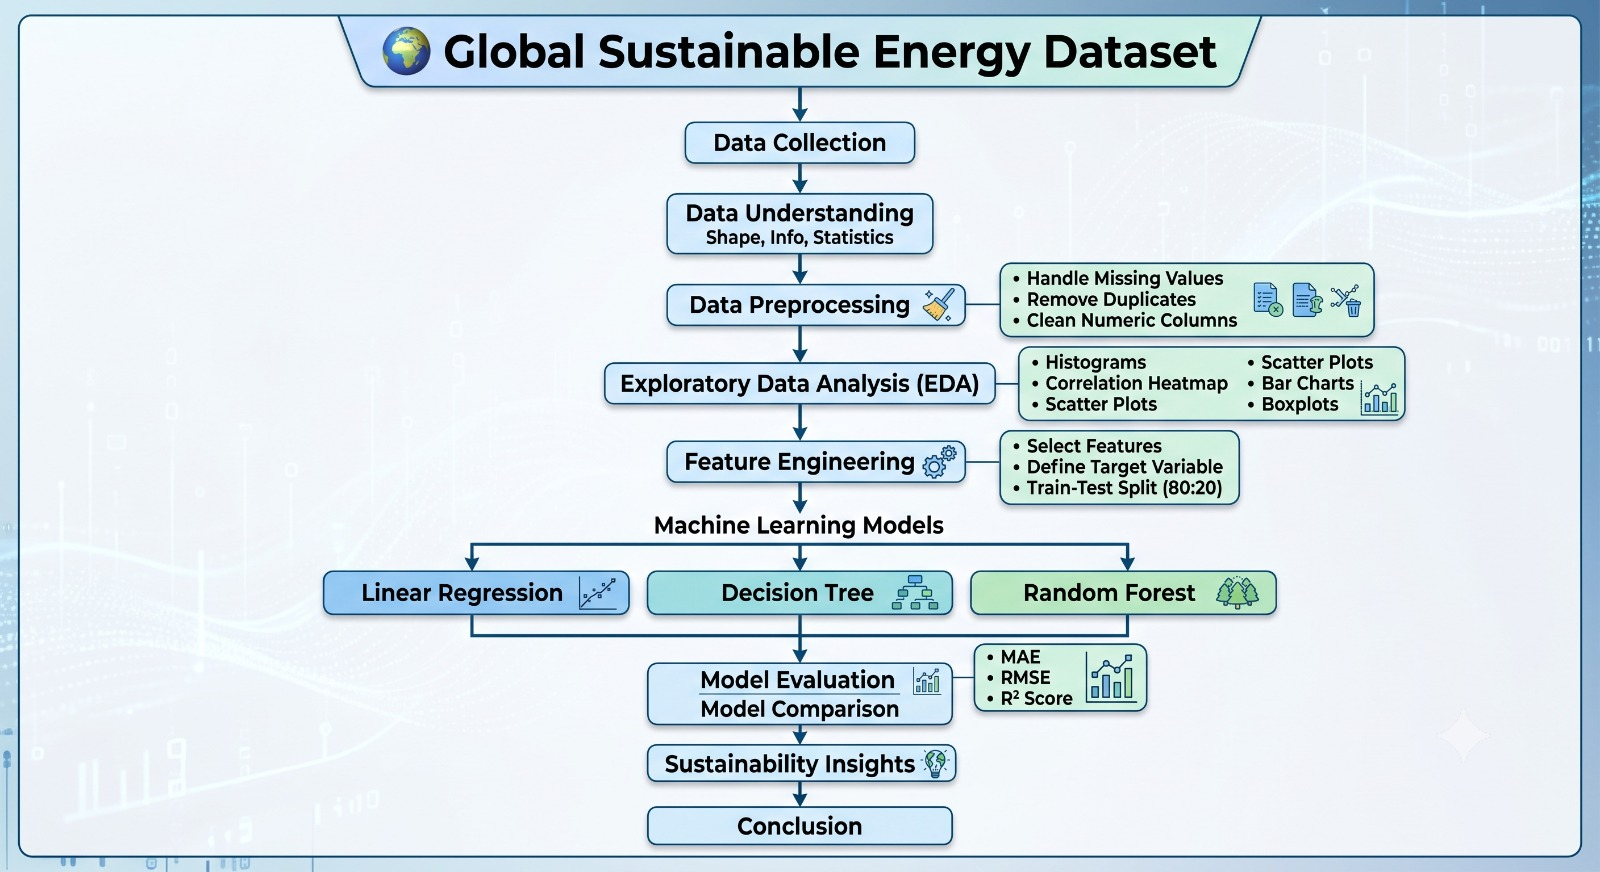 Global Sustainable Energy Dataset
Data Collection
Data Understanding
Shape, Info, Statistics
Data Preprocessing
• Handle Missing Values
• Remove Duplicates
• Clean Numeric Columns
Exploratory Data Analysis (EDA)
• Histograms
• Correlation Heatmap
• Scatter Plots
• Scatter Plots
• Bar Charts
• Boxplots
Feature Engineering
• Select Features
• Define Target Variable
• Train-Test Split (80:20)
Machine Learning Models
Linear Regression
Decision Tree
Random Forest
Model Evaluation
Model Comparison
• MAE
• RMSE
• R² Score
Sustainability Insights
Conclusion